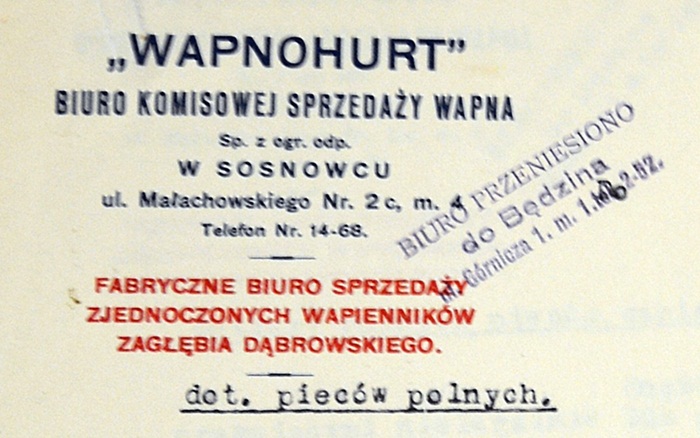 „WAPNOHURT”
BIURO KOMISOWEJ SPRZEDAŻY WAPNA
Sp. z ogr. odp.
W SOSNOWCU
ul. Małachowskiego Nr. 2c, m. 4
Telefon Nr. 14-68.
BIURO PRZENIESIONO
do Będzina
ul. Górnicza 1. m. 1.
FABRYCZNE BIURO SPRZEDAŻY
ZJEDNOCZONYCH WAPIENNIKÓW
ZAGŁĘBIA DĄBROWSKIEGO.
dot. pieców polnych.